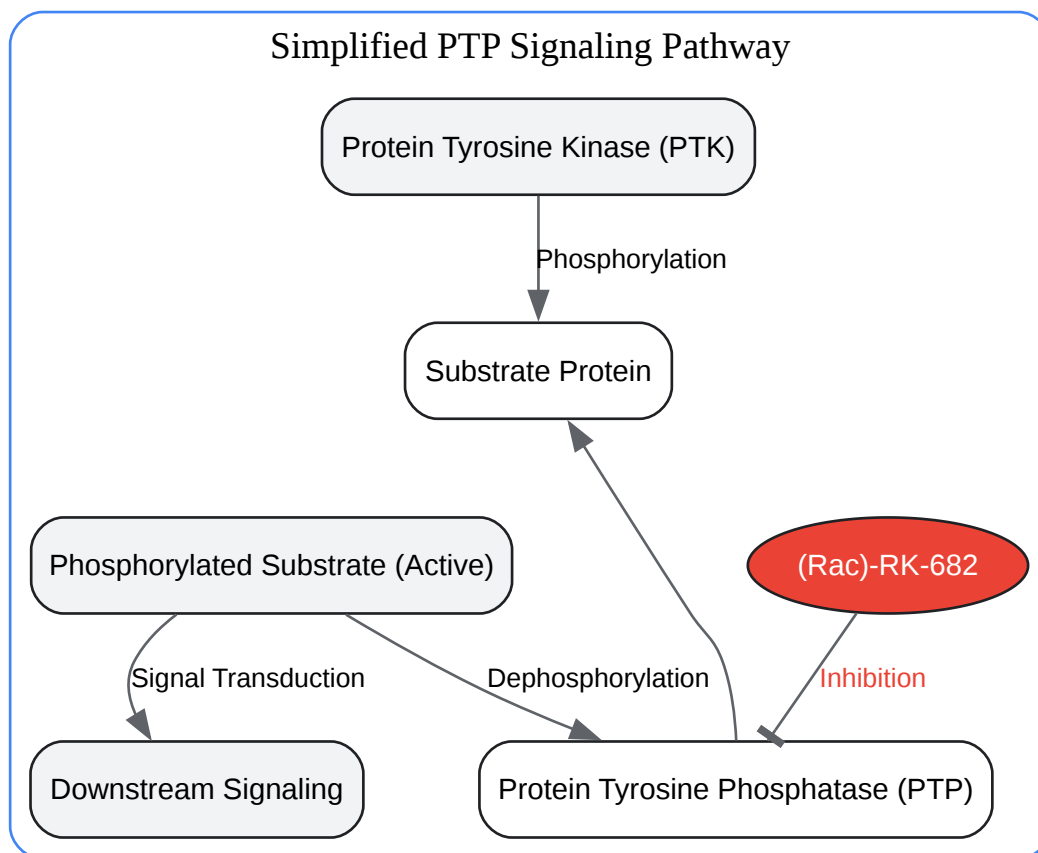 Simplified PTP Signaling Pathway
Protein Tyrosine Kinase (PTK)
Phosphorylation
Substrate Protein
Phosphorylated Substrate (Active)
(Rac)-RK-682
Signal Transduction
Dephosphorylation
Inhibition
Downstream Signaling
Protein Tyrosine Phosphatase (PTP)